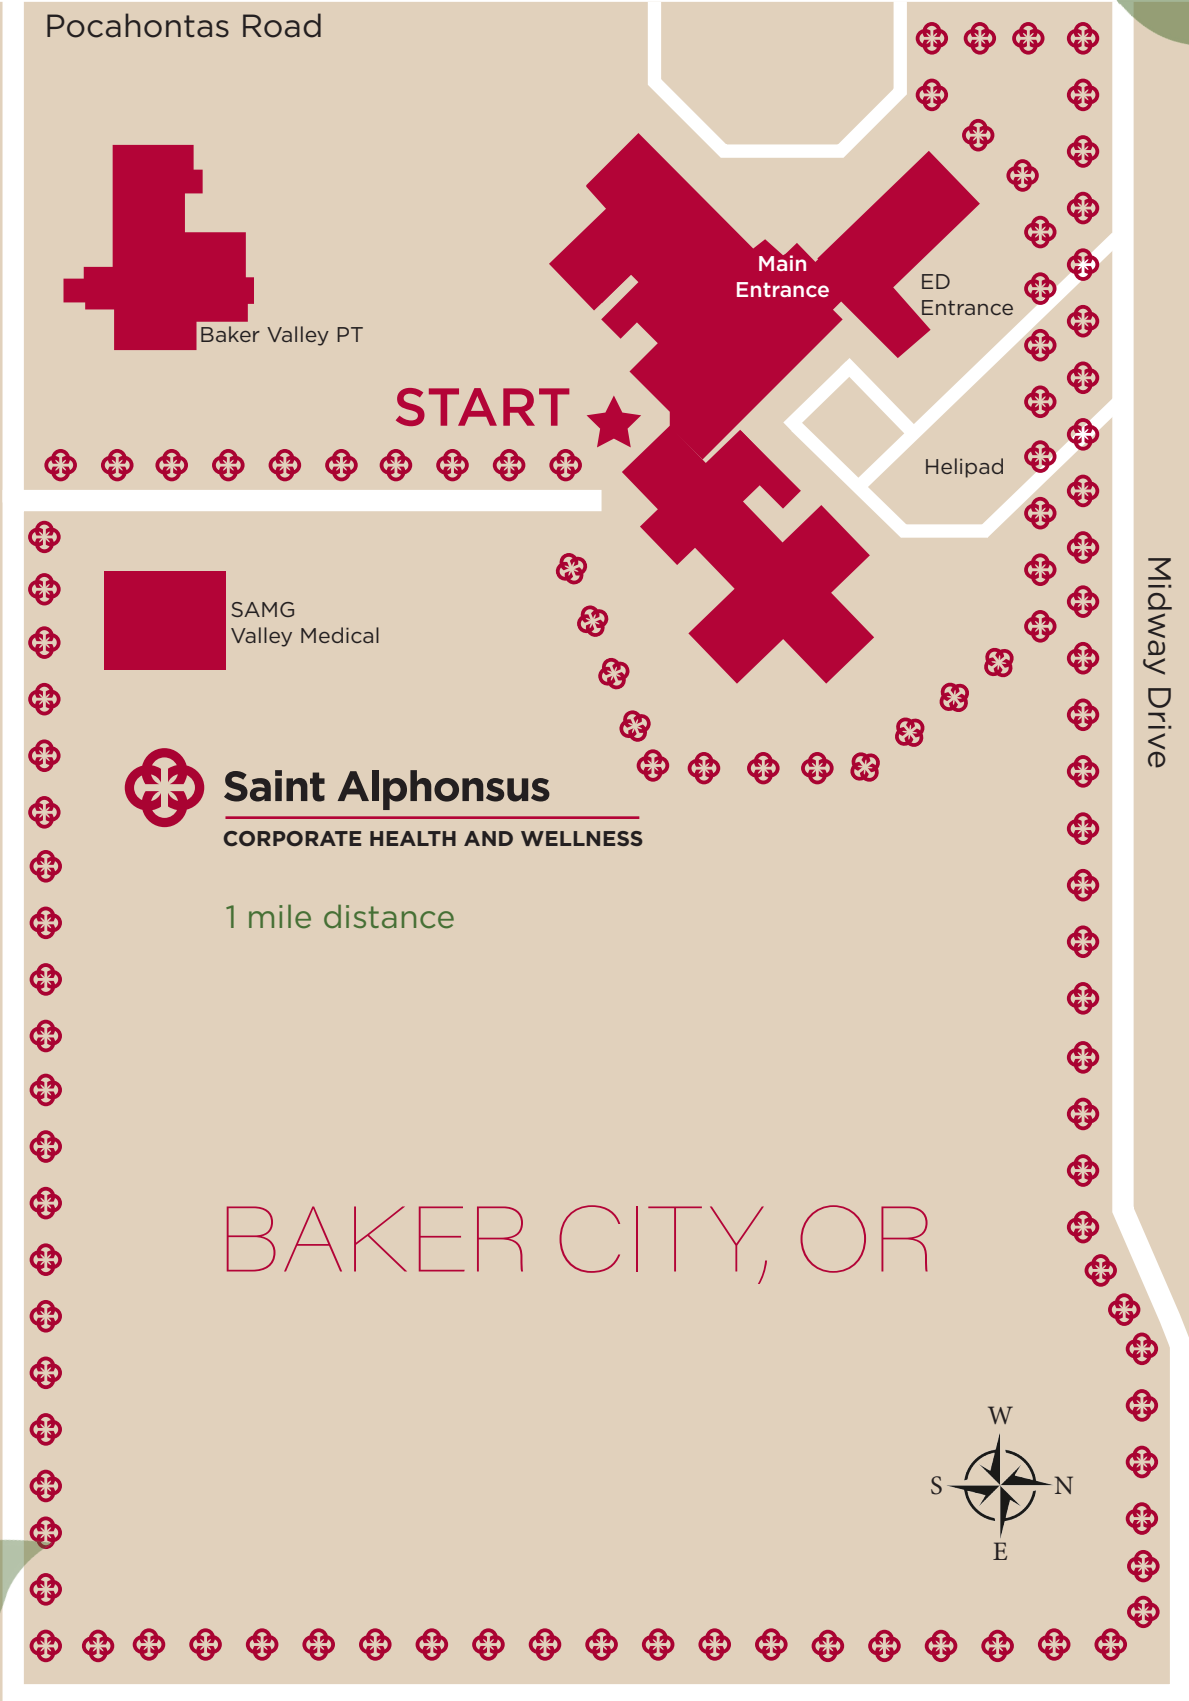 Pocahontas Road
Main
Entrance
ED
Entrance
Baker Valley PT
START
Helipad
SAMG
Valley Medical
Midway Drive
Saint Alphonsus
CORPORATE HEALTH AND WELLNESS
1 mile distance
BAKER CITY, OR
W
S
N
E